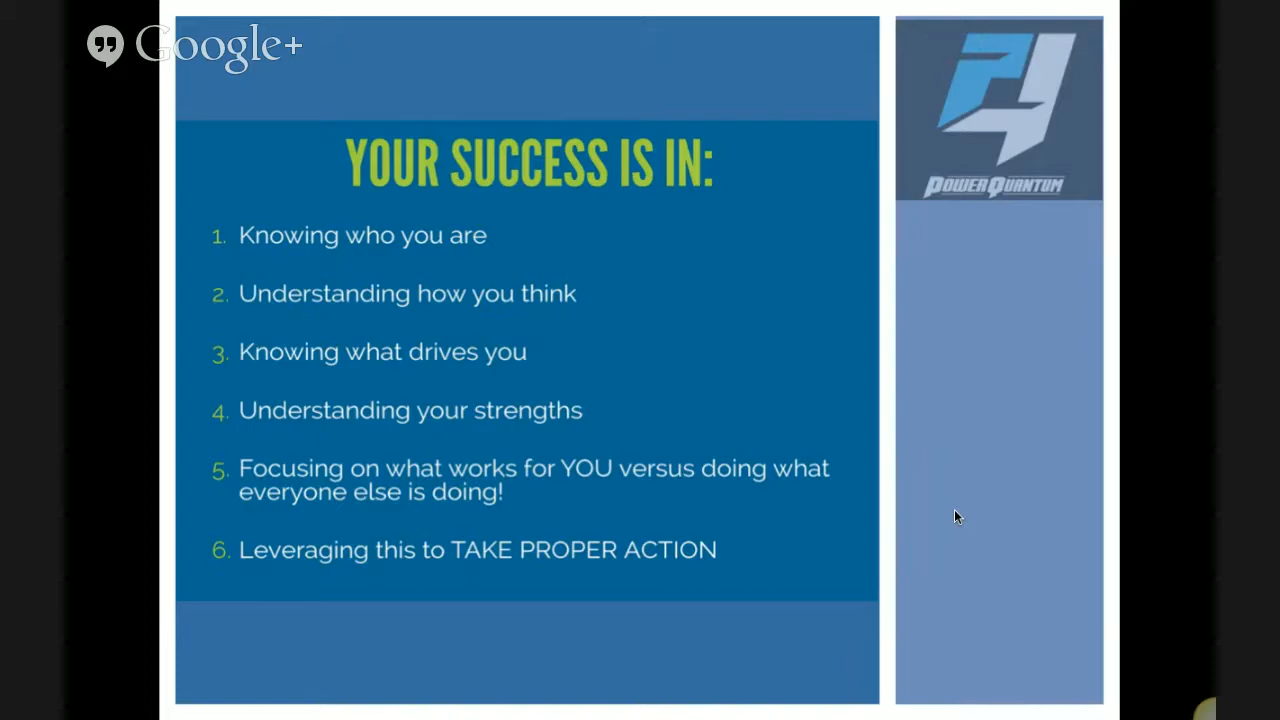 Google+
POWERQUANTUM
YOUR SUCCESS IS IN:
1. Knowing who you are
2. Understanding how you think
3. Knowing what drives you
4. Understanding your strengths
5. Focusing on what works for YOU versus doing what
everyone else is doing!
6. Leveraging this to TAKE PROPER ACTION